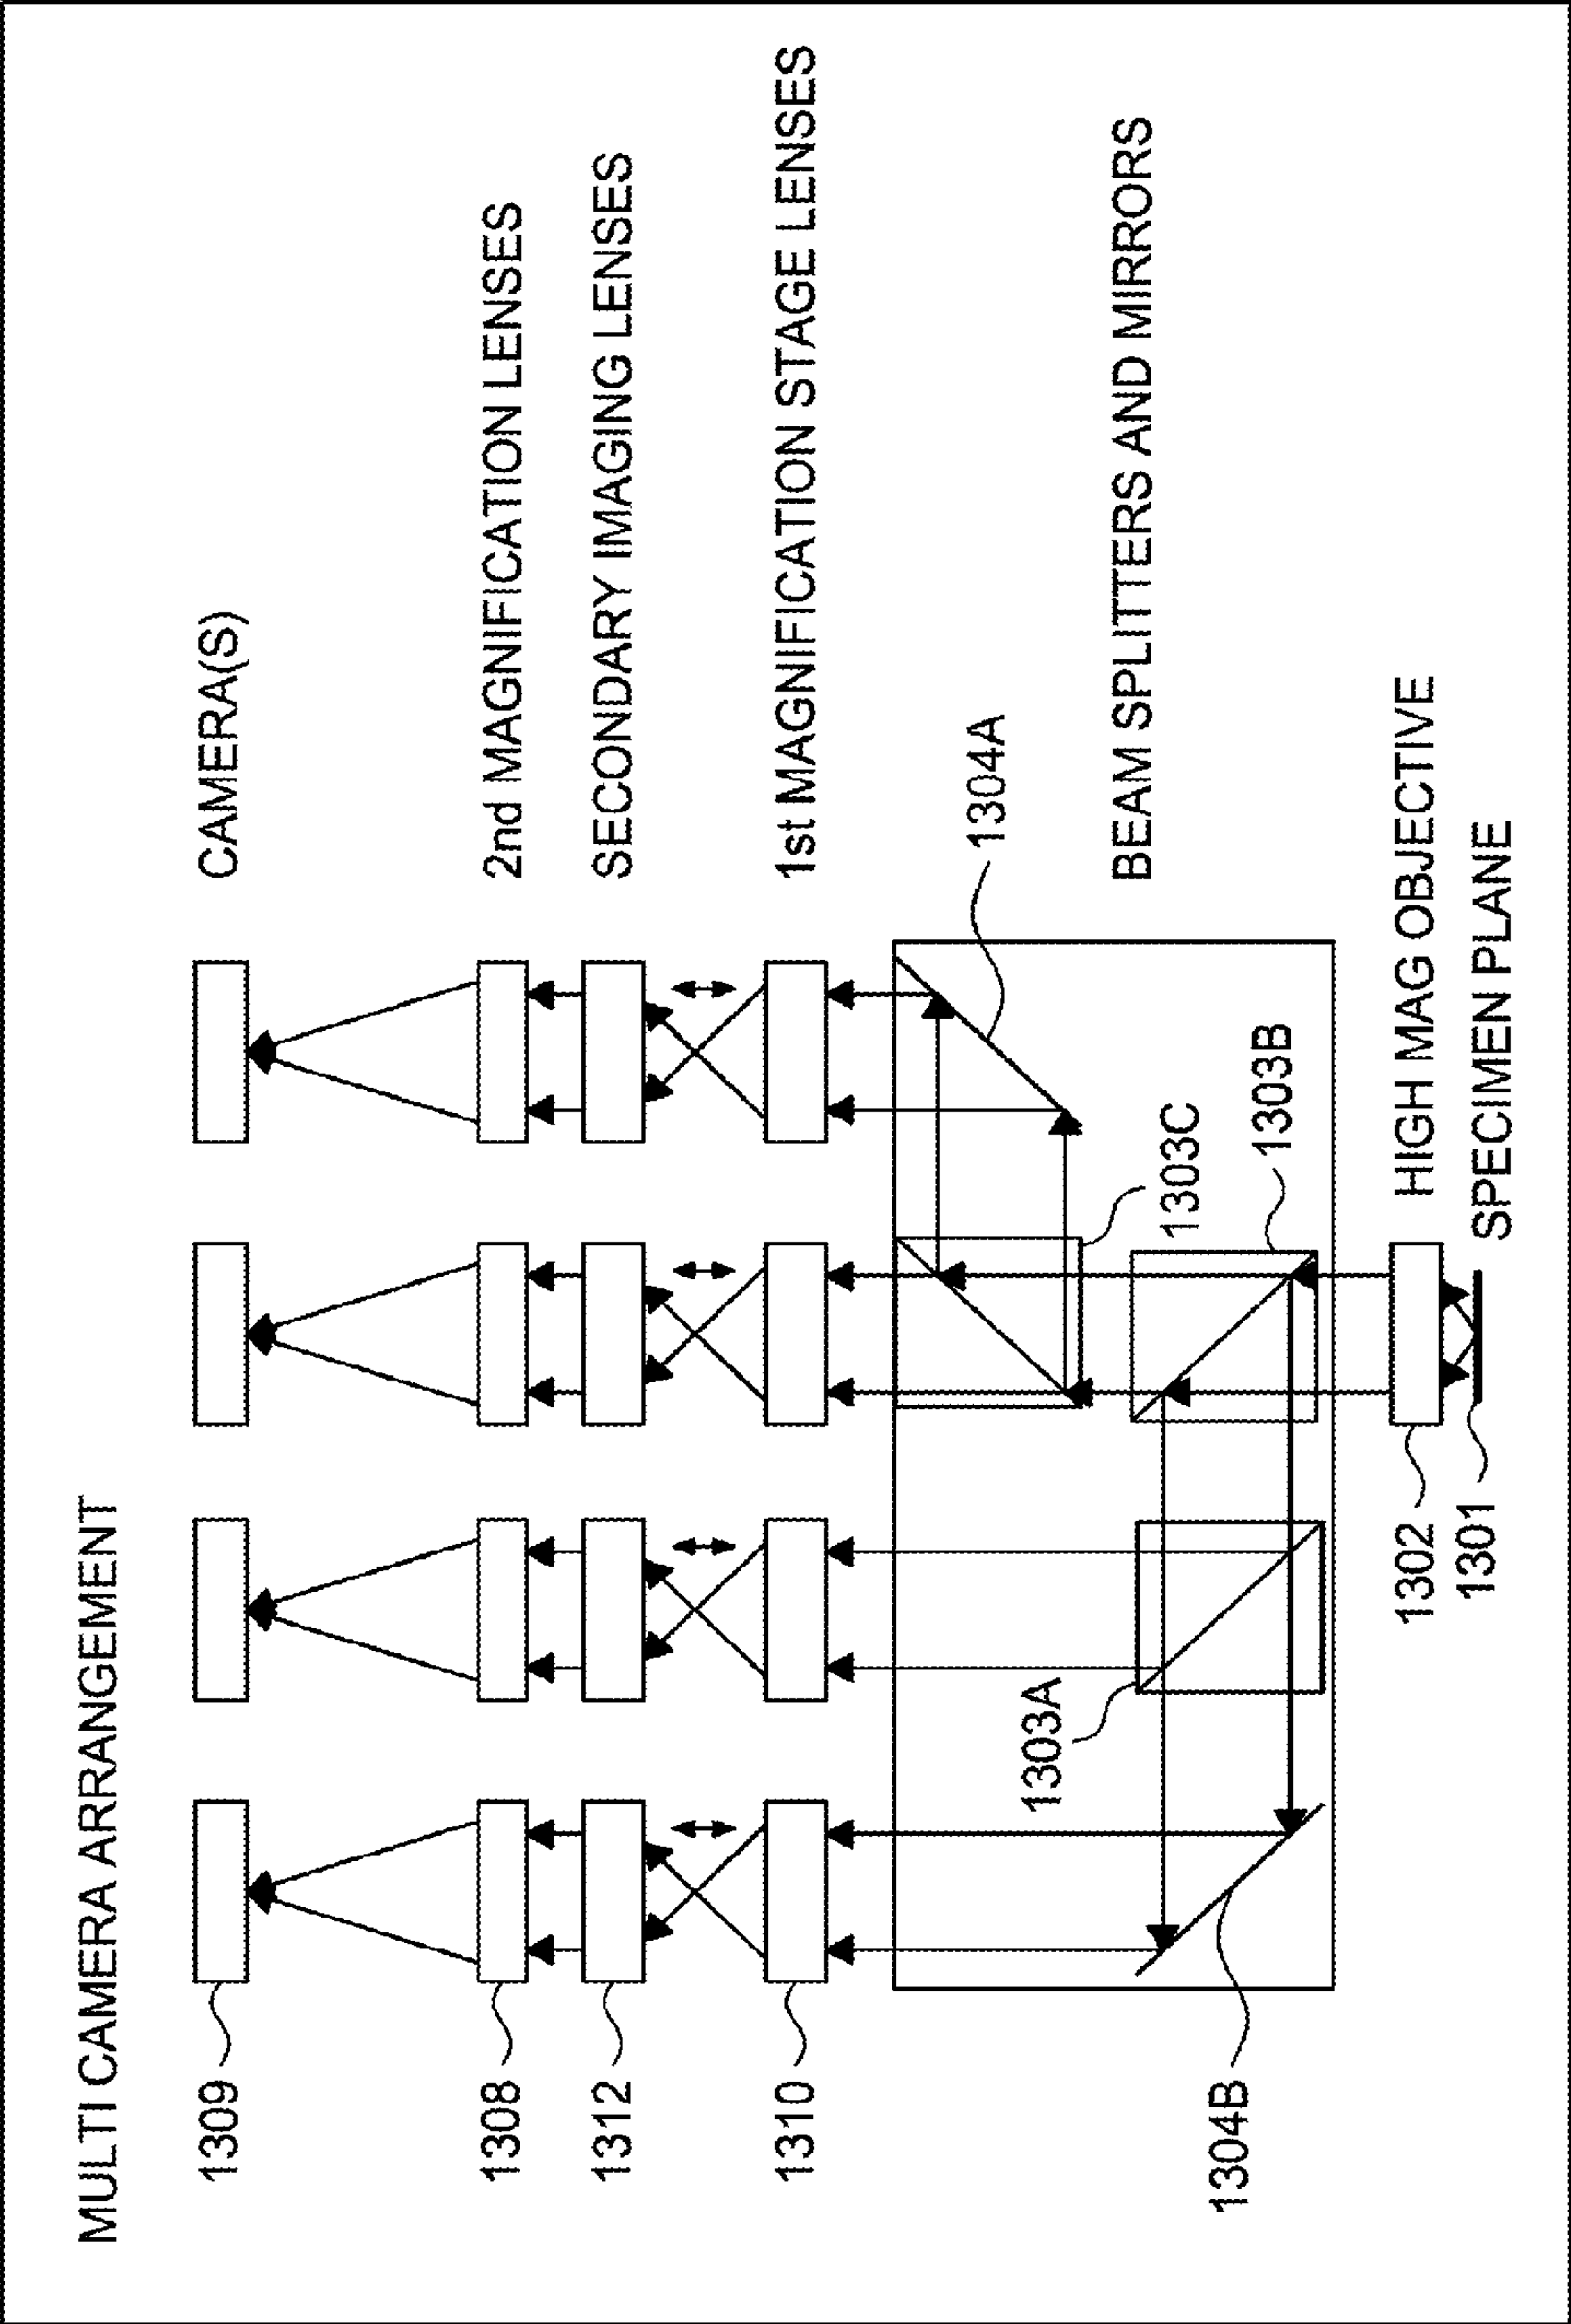 MULTI CAMERA ARRANGEMENT
1309
CAMERA(S)
1308
2nd MAGNIFICATION LENSES
1312
SECONDARY IMAGING LENSES
1310
1st MAGNIFICATION STAGE LENSES
1304A
1303A
1303C
BEAM SPLITTERS AND MIRRORS
1304B
1303B
1302
HIGH MAG OBJECTIVE
1301
SPECIMEN PLANE